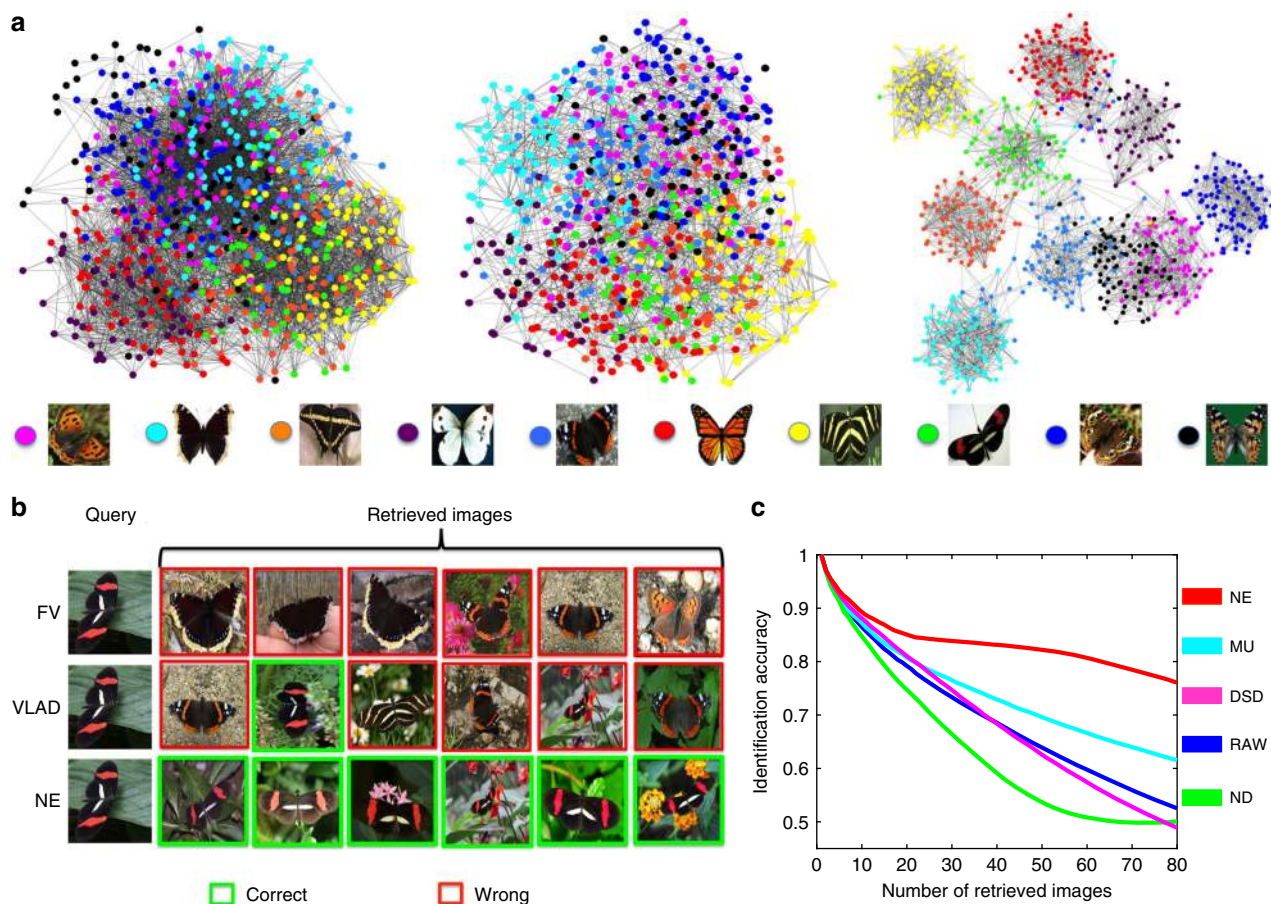 a
b
Query
Retrieved images
FV
VLAD
NE
Correct
Wrong
c
Identification accuracy
1
0.9
0.8
0.7
0.6
0.5
0 10 20 30 40 50 60 70 80
Number of retrieved images
NE
MU
DSD
RAW
ND